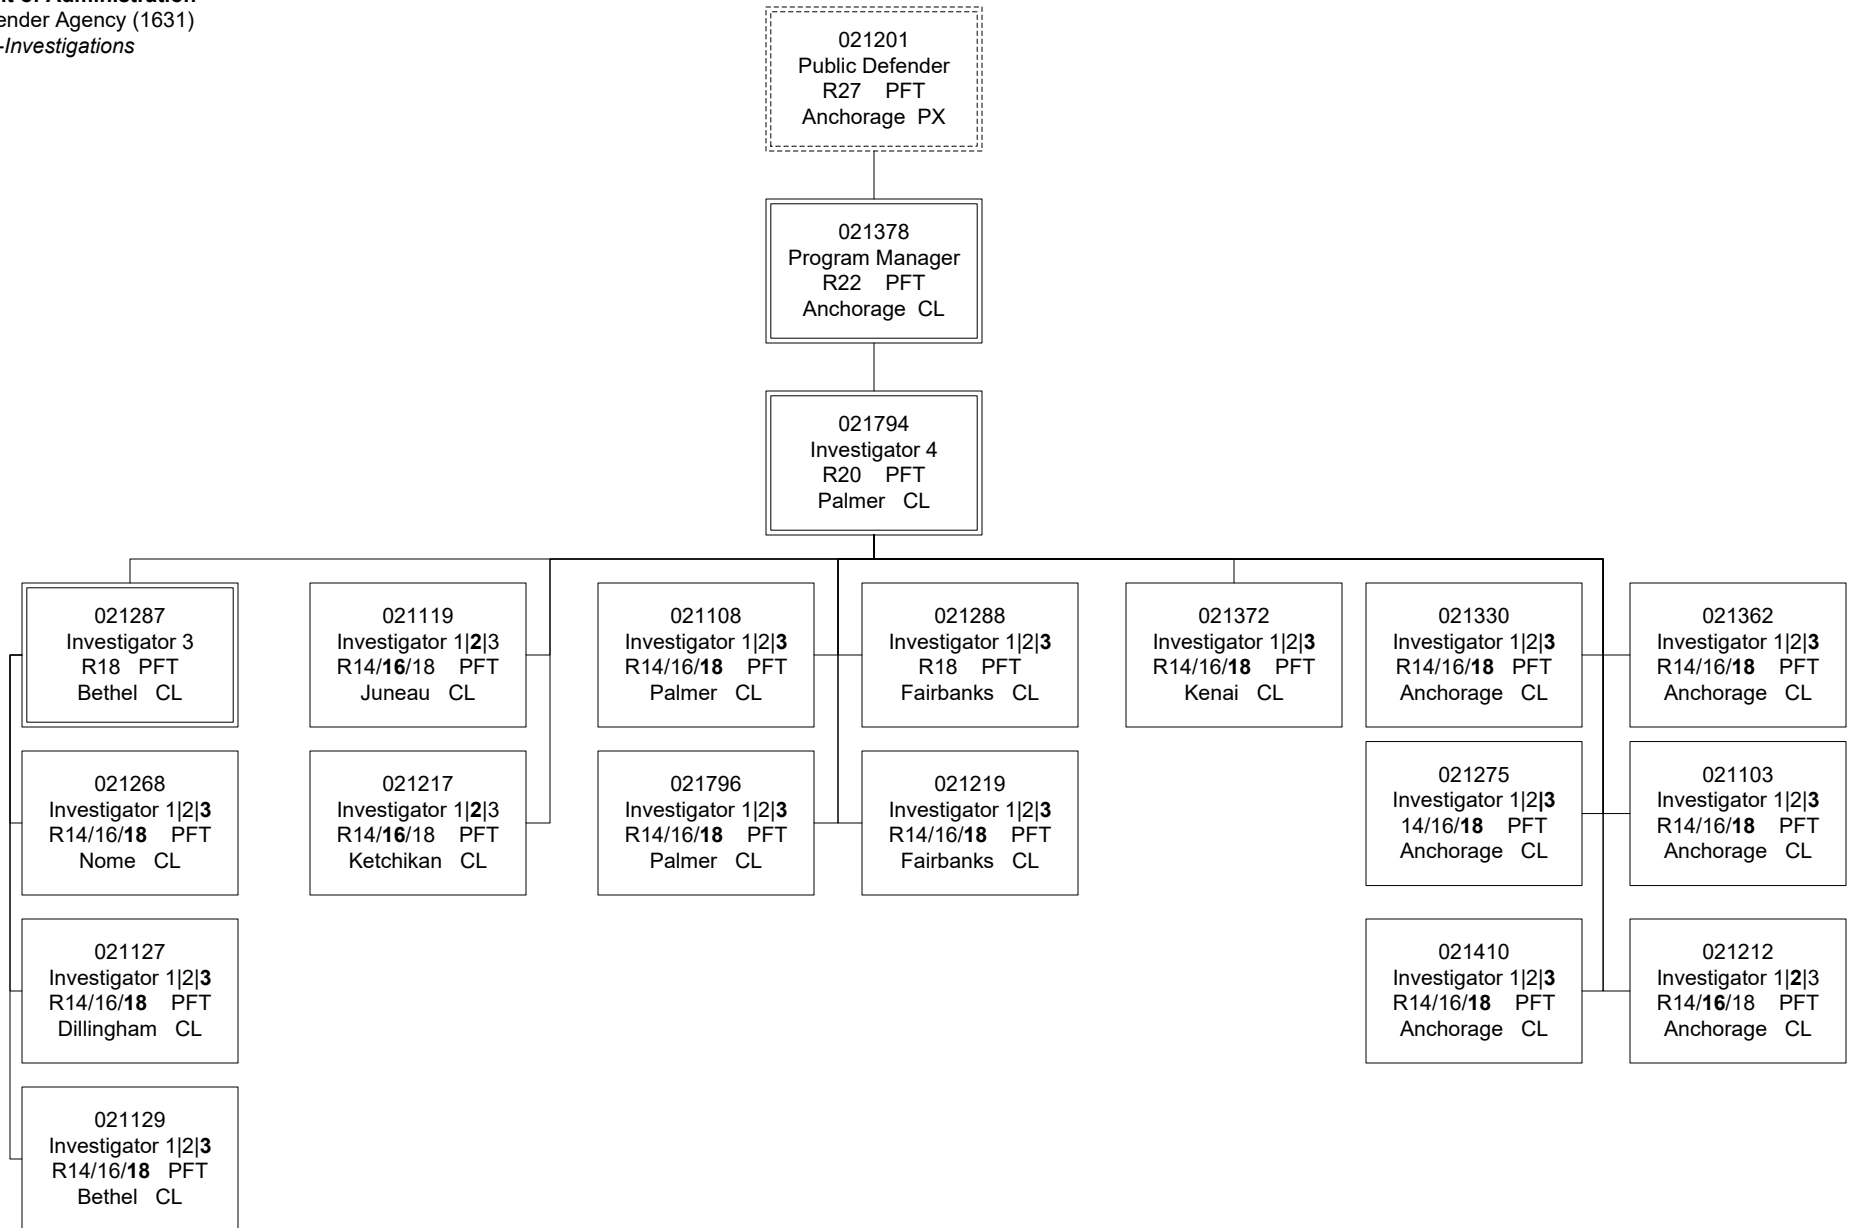 ender Agency (1631)
-Investigations
021201
Public Defender
R27 PFT
Anchorage PX
021378
Program Manager
R22 PFT
Anchorage CL
021794
Investigator 4
R20 PFT
Palmer CL
021287
Investigator 3
R18 PFT
Bethel CL
021119
Investigator 1|2|3
R14/16/18 PFT
Juneau CL
021108
Investigator 1|2|3
R14/16/18 PFT
Palmer CL
021288
Investigator 1|2|3
R18 PFT
Fairbanks CL
021372
Investigator 1|2|3
R14/16/18 PFT
Kenai CL
021330
Investigator 1|2|3
R14/16/18 PFT
Anchorage CL
021362
Investigator 1|2|3
R14/16/18 PFT
Anchorage CL
021268
Investigator 1|2|3
R14/16/18 PFT
Nome CL
021217
Investigator 1|2|3
R14/16/18 PFT
Ketchikan CL
021796
Investigator 1|2|3
R14/16/18 PFT
Palmer CL
021219
Investigator 1|2|3
R14/16/18 PFT
Fairbanks CL
021275
Investigator 1|2|3
14/16/18 PFT
Anchorage CL
021103
Investigator 1|2|3
R14/16/18 PFT
Anchorage CL
021127
Investigator 1|2|3
R14/16/18 PFT
Dillingham CL
021410
Investigator 1|2|3
R14/16/18 PFT
Anchorage CL
021212
Investigator 1|2|3
R14/16/18 PFT
Anchorage CL
021129
Investigator 1|2|3
R14/16/18 PFT
Bethel CL